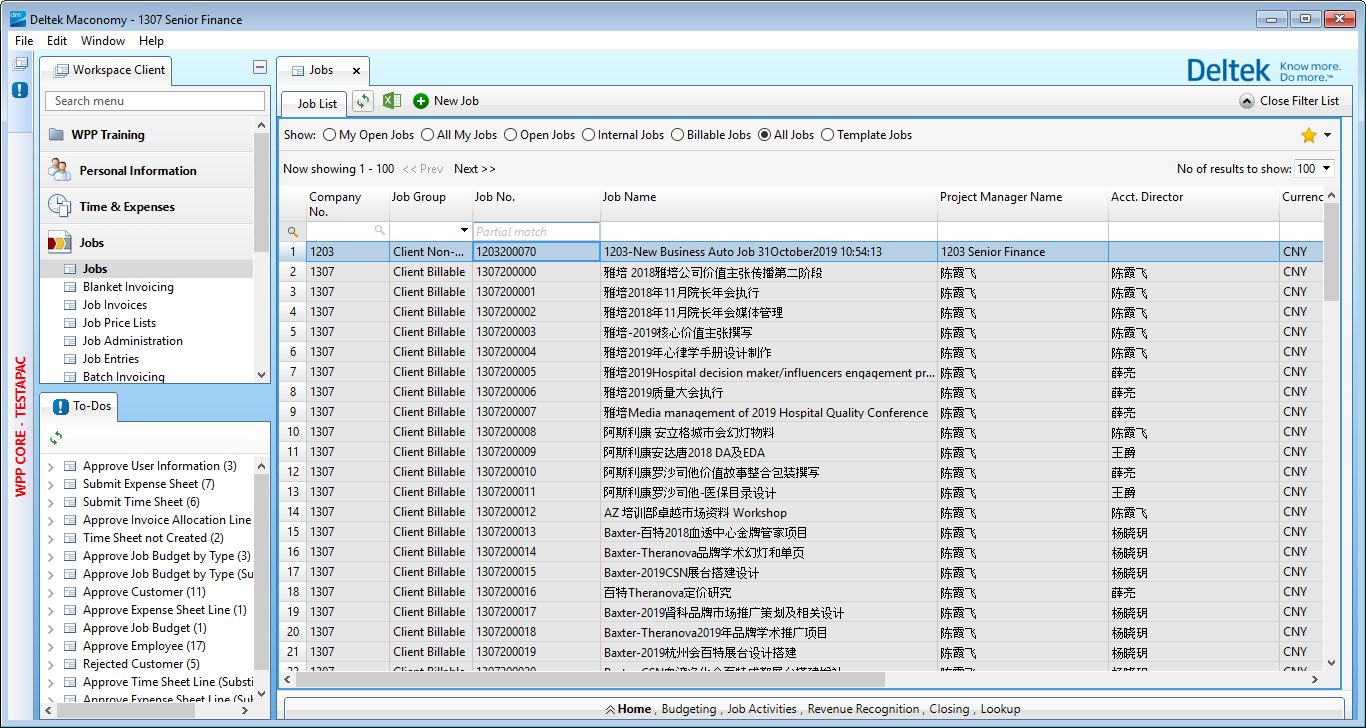 Deltek Maconomy - 1307 Senior Finance
File Edit Window Help
Workspace Client
Search menu
WPP Training
Personal Information
Time & Expenses
Jobs
Jobs
Blanket Invoicing
Job Invoices
Job Price Lists
Job Administration
Job Entries
Batch Invoicing
WPP CORE - TESTAPAC
To-Dos
Approve User Information (3)
Submit Expense Sheet (7)
Submit Time Sheet (6)
Approve Invoice Allocation Line
Time Sheet not Created (2)
Approve Job Budget by Type (3)
Approve Job Budget by Type (Su
Approve Customer (11)
Approve Expense Sheet Line (1)
Approve Job Budget (1)
Approve Employee (17)
Rejected Customer (5)
Approve Time Sheet Line (Substi
Approve Expense Sheet Line (Sul
Jobs
Deltek Know more. Do more.™
Job List New Job Close Filter List
Show: My Open Jobs All My Jobs Open Jobs Internal Jobs Billable Jobs All Jobs Template Jobs
Now showing 1 - 100 << Prev Next >> No of results to show: 100
Company No. Job Group Job No. Job Name Project Manager Name Acct. Director Currenc
Partial match
1 1203 Client Non-... 1203200070 1203-New Business Auto Job 31October2019 10:54:13 1203 Senior Finance CNY
2 1307 Client Billable 1307200000 雅培 2018雅培公司价值主张传播第二阶段 陈霞飞 陈霞飞 CNY
3 1307 Client Billable 1307200001 雅培2018年11月院长年会执行 陈霞飞 陈霞飞 CNY
4 1307 Client Billable 1307200002 雅培2018年11月院长年会媒体管理 陈霞飞 陈霞飞 CNY
5 1307 Client Billable 1307200003 雅培-2019核心价值主张撰写 陈霞飞 陈霞飞 CNY
6 1307 Client Billable 1307200004 雅培2019年心律学手册设计制作 陈霞飞 陈霞飞 CNY
7 1307 Client Billable 1307200005 雅培2019Hospital decision maker/influencers engagement pr... 陈霞飞 薛亮 CNY
8 1307 Client Billable 1307200006 雅培2019质量大会执行 陈霞飞 薛亮 CNY
9 1307 Client Billable 1307200007 雅培Media management of 2019 Hospital Quality Conference 陈霞飞 薛亮 CNY
10 1307 Client Billable 1307200008 阿斯利康 安立格城市会幻灯物料 陈霞飞 陈霞飞 CNY
11 1307 Client Billable 1307200009 阿斯利康安达唐2018 DA及EDA 陈霞飞 王爵 CNY
12 1307 Client Billable 1307200010 阿斯利康罗沙司他价值故事整合包装撰写 陈霞飞 薛亮 CNY
13 1307 Client Billable 1307200011 阿斯利康罗沙司他-医保目录设计 陈霞飞 王爵 CNY
14 1307 Client Billable 1307200012 AZ 培训部卓越市场资料 Workshop 陈霞飞 陈霞飞 CNY
15 1307 Client Billable 1307200013 Baxter-百特2018血透中心金牌管家项目 陈霞飞 杨晓玥 CNY
16 1307 Client Billable 1307200014 Baxter-Theranova品牌学术幻灯和单页 陈霞飞 杨晓玥 CNY
17 1307 Client Billable 1307200015 Baxter-2019CSN展台搭建设计 陈霞飞 杨晓玥 CNY
18 1307 Client Billable 1307200016 百特Theranova定价研究 陈霞飞 薛亮 CNY
19 1307 Client Billable 1307200017 Baxter-2019肾科品牌市场推广策划及相关设计 陈霞飞 杨晓玥 CNY
20 1307 Client Billable 1307200018 Baxter-Theranova2019年品牌学术推广项目 陈霞飞 杨晓玥 CNY
21 1307 Client Billable 1307200019 Baxter-2019杭州会百特展台设计搭建 陈霞飞 杨晓玥 CNY
22 1307 Client Billable 1307200020
Home , Budgeting , Job Activities , Revenue Recognition , Closing , Lookup